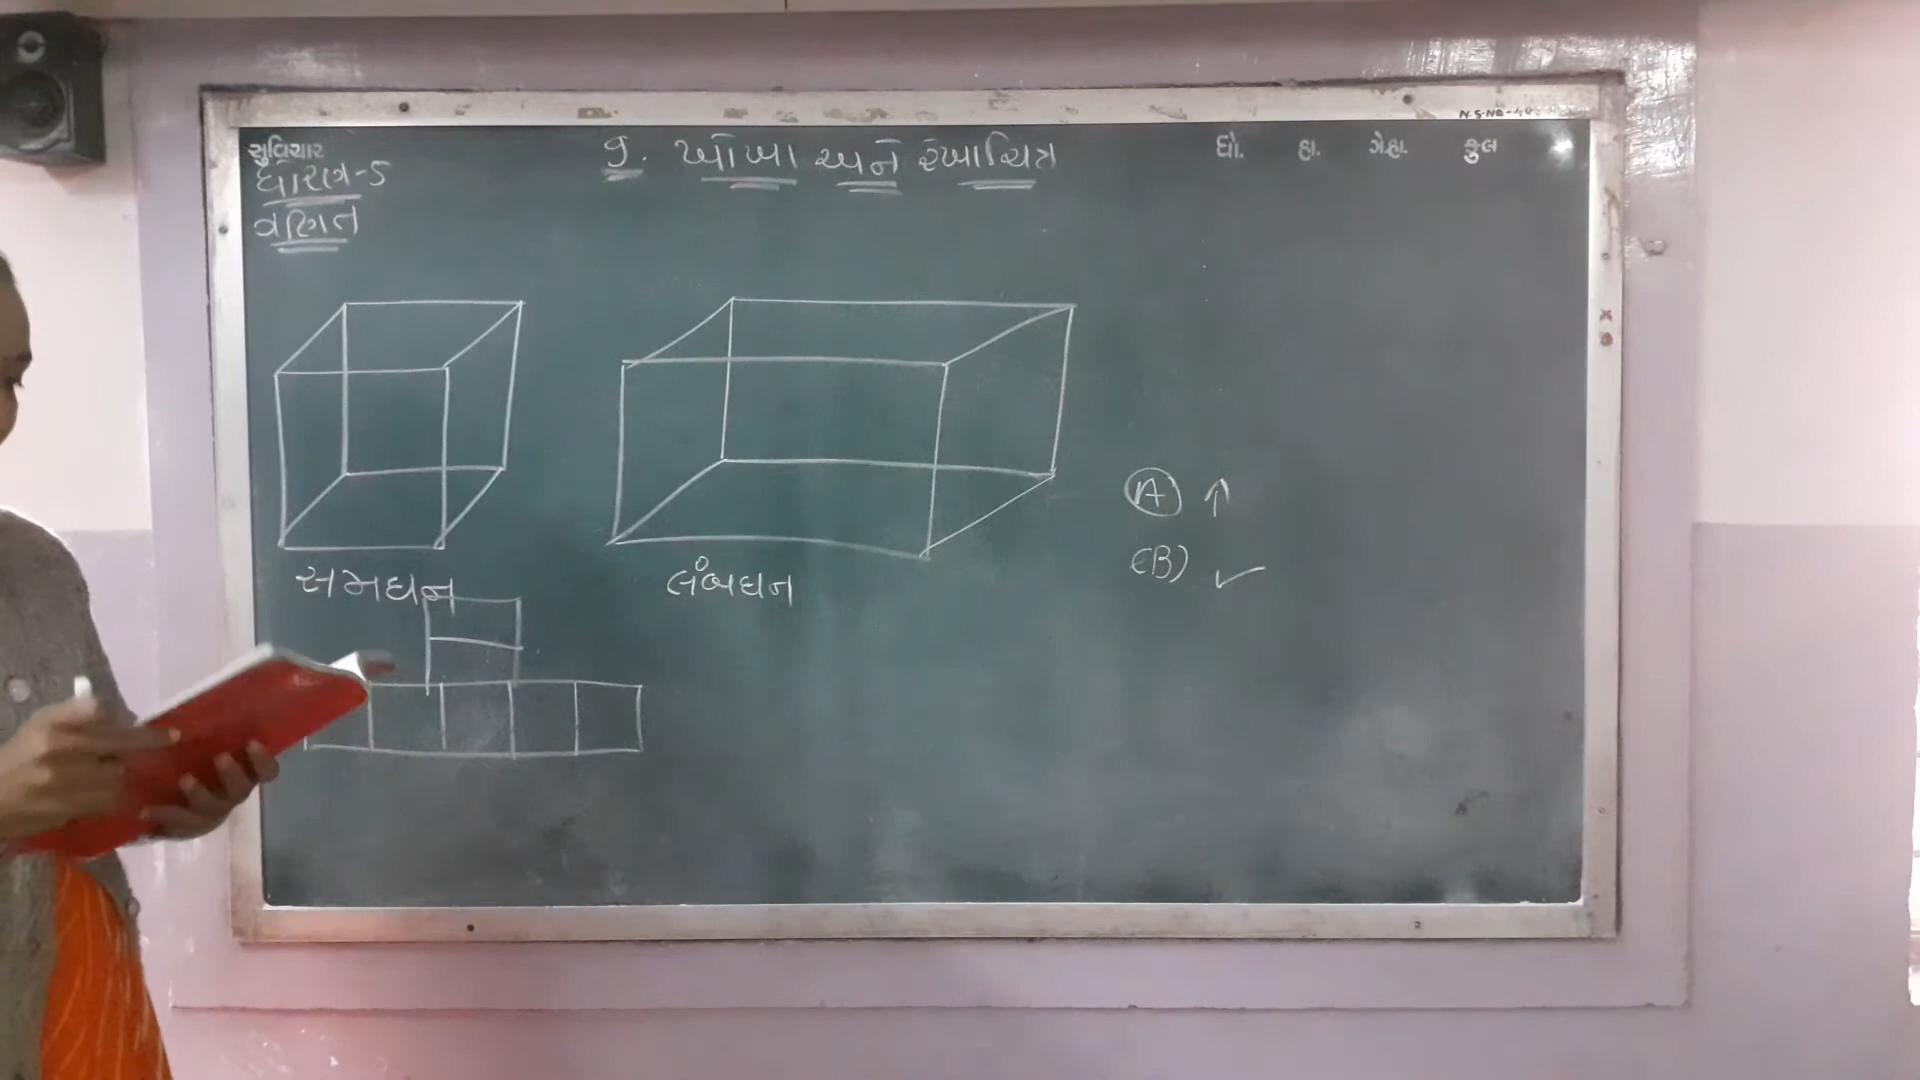 સુવિચાર
ધોરણ-5
ગણિત
9. ખોખા અને રેખાચિત્ર
ધો. હા. ગે.હા. કુલ
સમઘન
લંબઘન
(A) ↑
(B) ✓